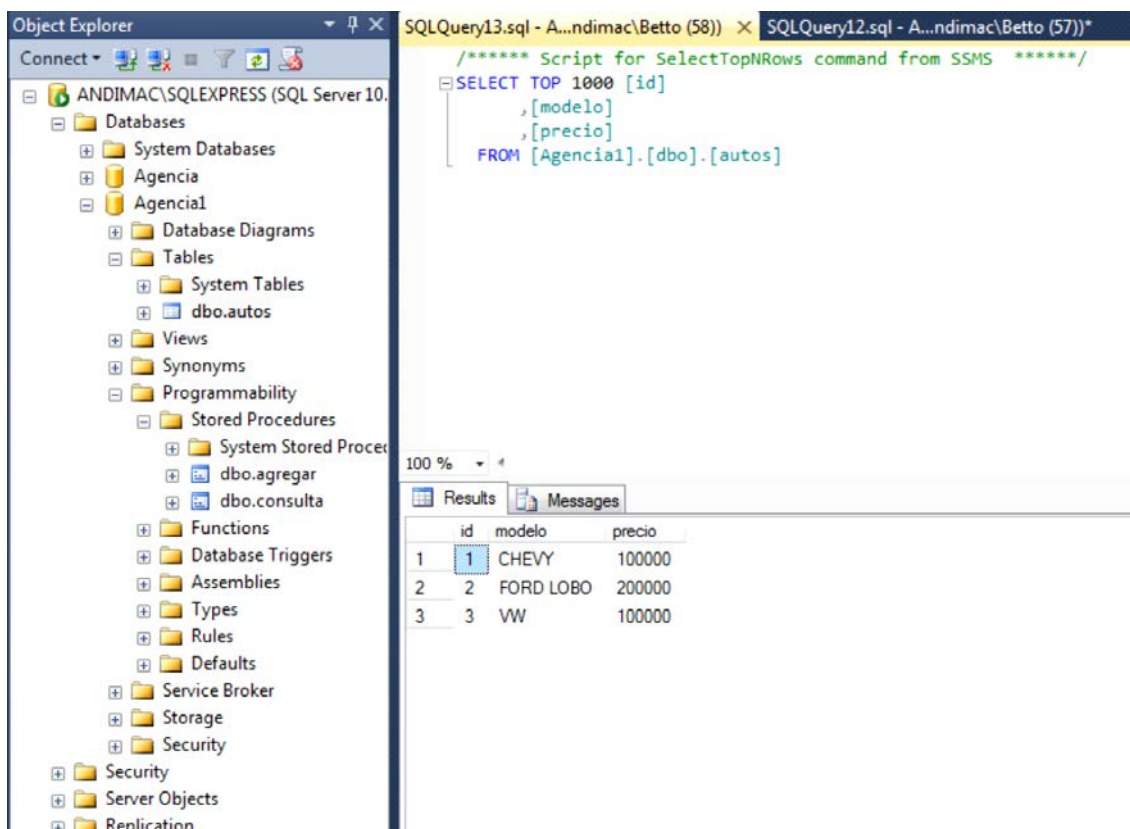 Object Explorer
Connect
ANDIMAC\SQLEXPRESS (SQL Server 10.
Databases
System Databases
Agencia
Agencia1
Database Diagrams
Tables
System Tables
dbo.autos
Views
Synonyms
Programmability
Stored Procedures
System Stored Proce
dbo.agregar
dbo.consulta
Functions
Database Triggers
Assemblies
Types
Rules
Defaults
Service Broker
Storage
Security
Security
Server Objects
Replication
SQLQuery13.sql - A...ndimac\Betto (58)) SQLQuery12.sql - A...ndimac\Betto (57))*
/****** Script for SelectTopNRows command from SSMS ******/
SELECT TOP 1000 [id]
,[modelo]
,[precio]
FROM [Agencia1].[dbo].[autos]
100 %
Results Messages
id modelo precio
1 1 CHEVY 100000
2 2 FORD LOBO 200000
3 3 VW 100000